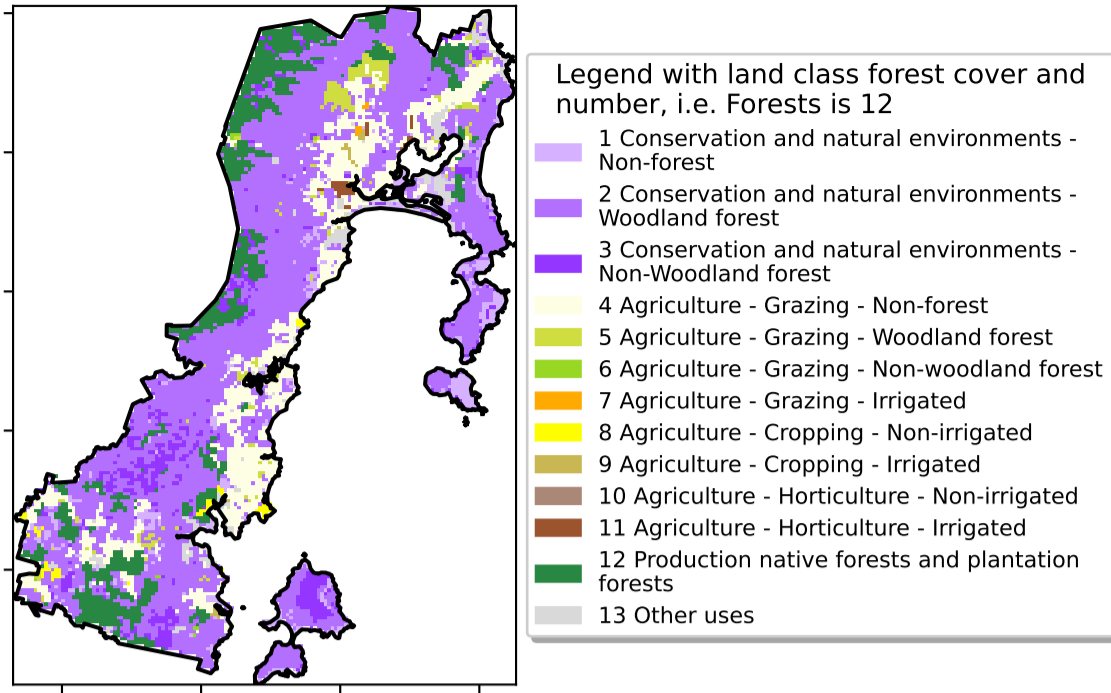 Legend with land class forest cover and
number, i.e. Forests is 12
1 Conservation and natural environments -
Non-forest
2 Conservation and natural environments -
Woodland forest
3 Conservation and natural environments -
Non-Woodland forest
4 Agriculture - Grazing - Non-forest
5 Agriculture - Grazing - Woodland forest
6 Agriculture - Grazing - Non-woodland forest
7 Agriculture - Grazing - Irrigated
8 Agriculture - Cropping - Non-irrigated
9 Agriculture - Cropping - Irrigated
10 Agriculture - Horticulture - Non-irrigated
11 Agriculture - Horticulture - Irrigated
12 Production native forests and plantation
forests
13 Other uses